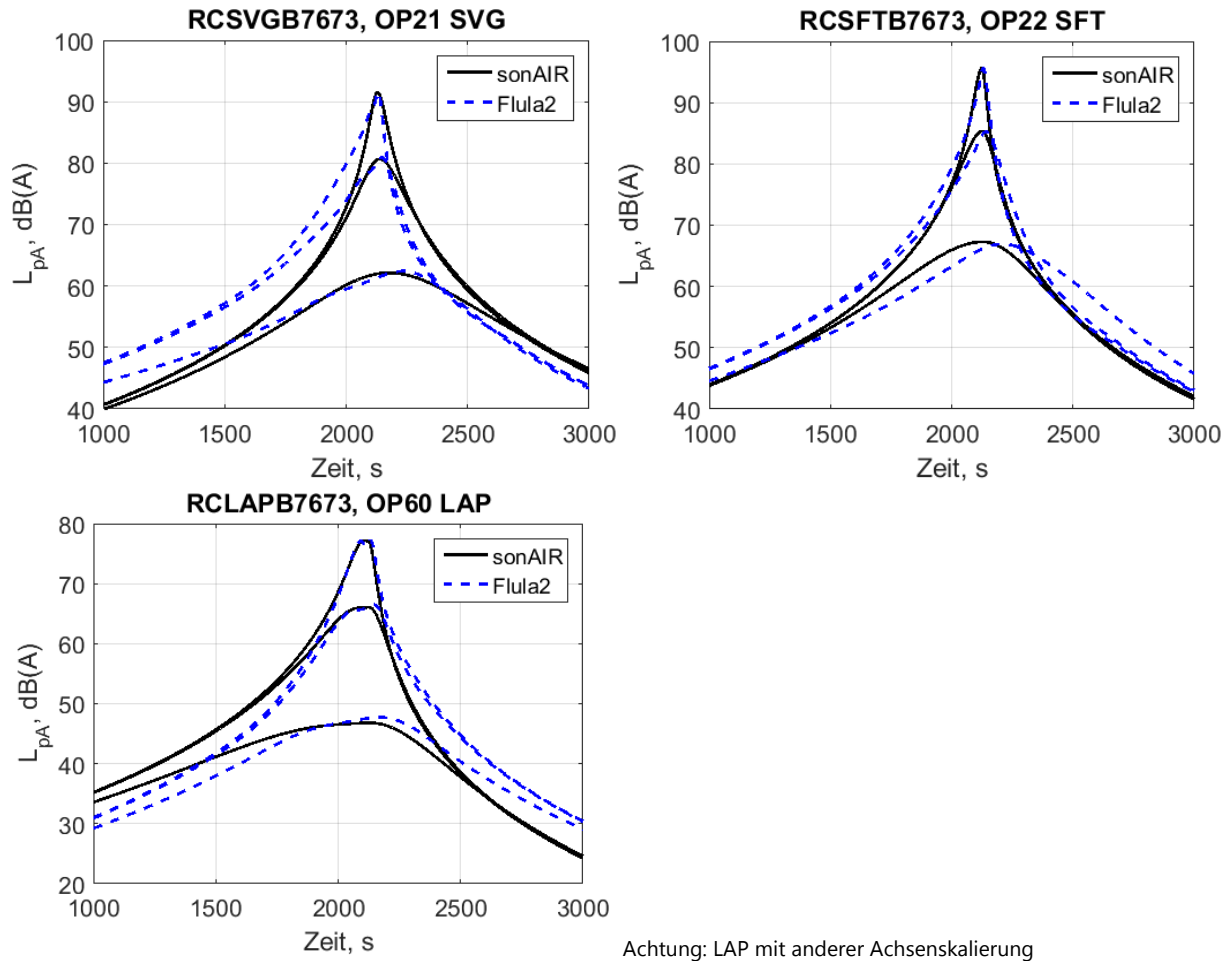 RCSVGB7673, OP21 SVG
100
90
80
70
60
50
40
L_pA, dB(A)
sonAIR
Flula2
1000 1500 2000 2500 3000
Zeit, s
RCSFTB7673, OP22 SFT
100
90
80
70
60
50
40
L_pA, dB(A)
sonAIR
Flula2
1000 1500 2000 2500 3000
Zeit, s
RCLAPB7673, OP60 LAP
80
70
60
50
40
30
20
L_pA, dB(A)
sonAIR
Flula2
1000 1500 2000 2500 3000
Zeit, s
Achtung: LAP mit anderer Achsenskalierung